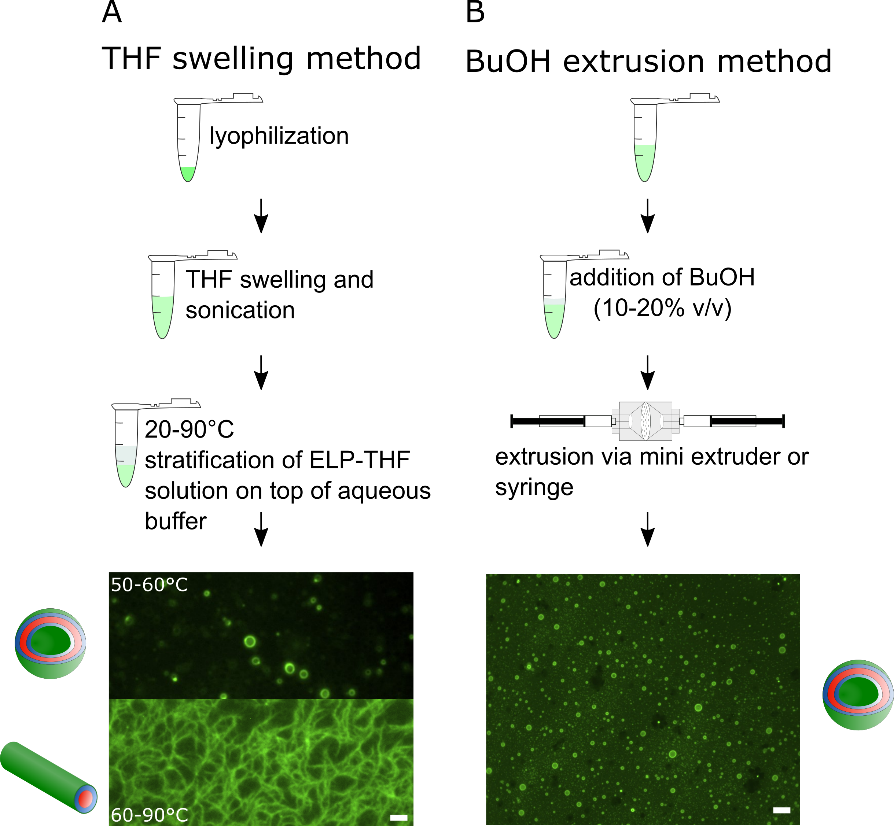 A
THF swelling method
lyophilization
THF swelling and
sonication
20-90°C
stratification of ELP-THF
solution on top of aqueous
buffer
50-60°C
60-90°C
B
BuOH extrusion method
addition of BuOH
(10-20% v/v)
extrusion via mini extruder or
syringe